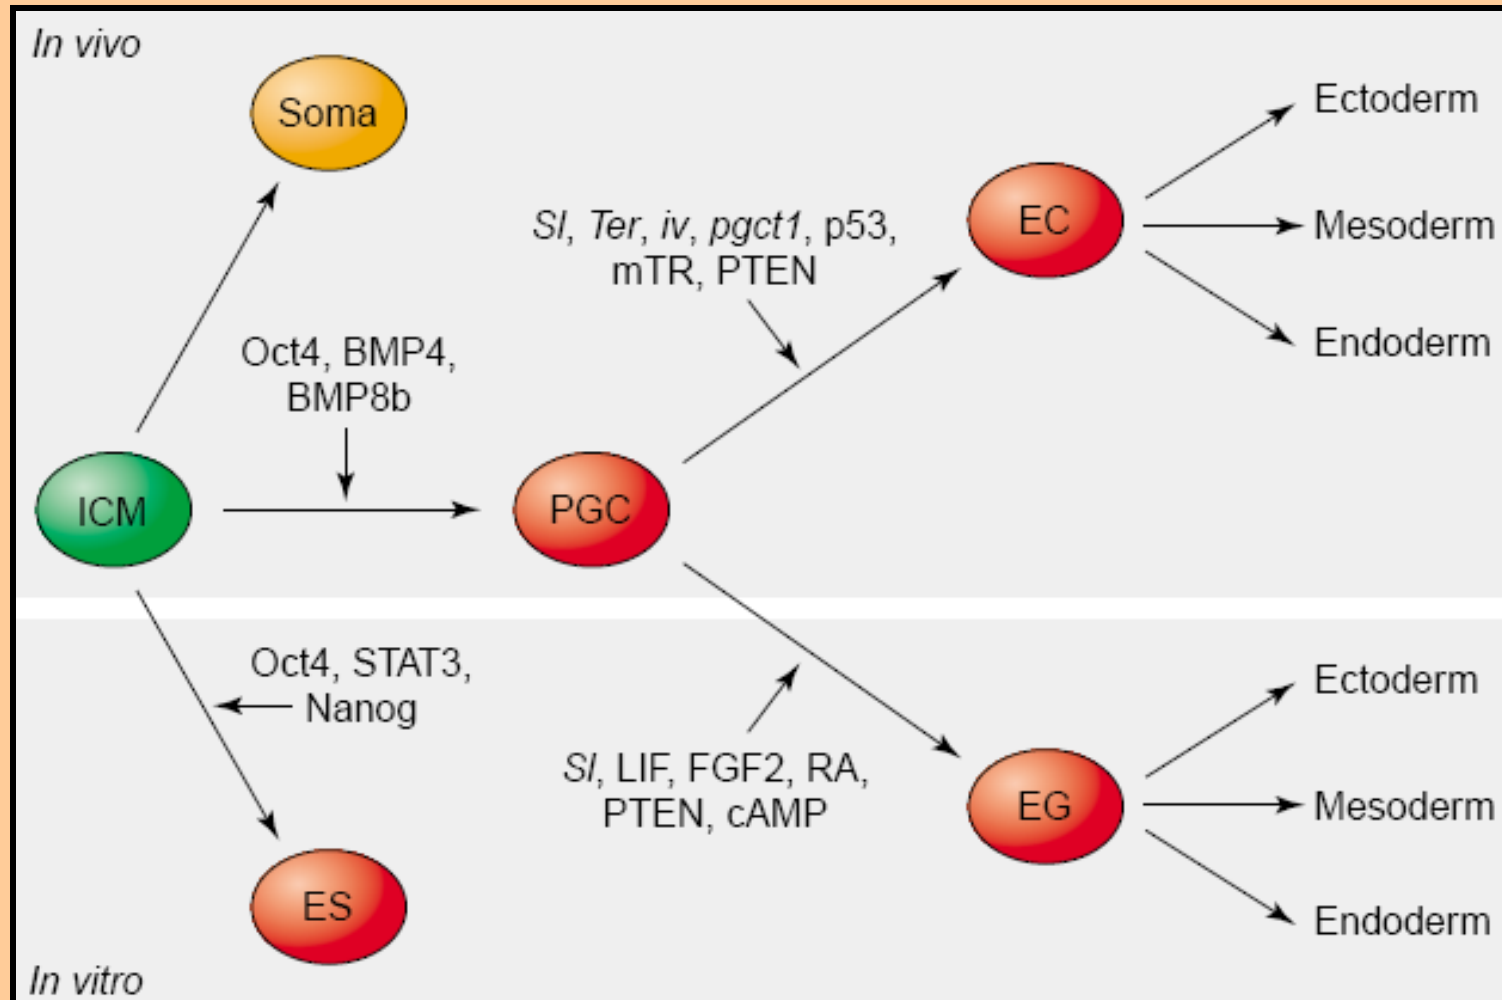 In vivo
Soma
Ectoderm
Sl, Ter, iv, pgct1, p53,
mTR, PTEN
EC
Mesoderm
Endoderm
Oct4, BMP4,
BMP8b
ICM
PGC
Oct4, STAT3,
Nanog
Ectoderm
Sl, LIF, FGF2, RA,
PTEN, cAMP
EG
Mesoderm
Endoderm
ES
In vitro